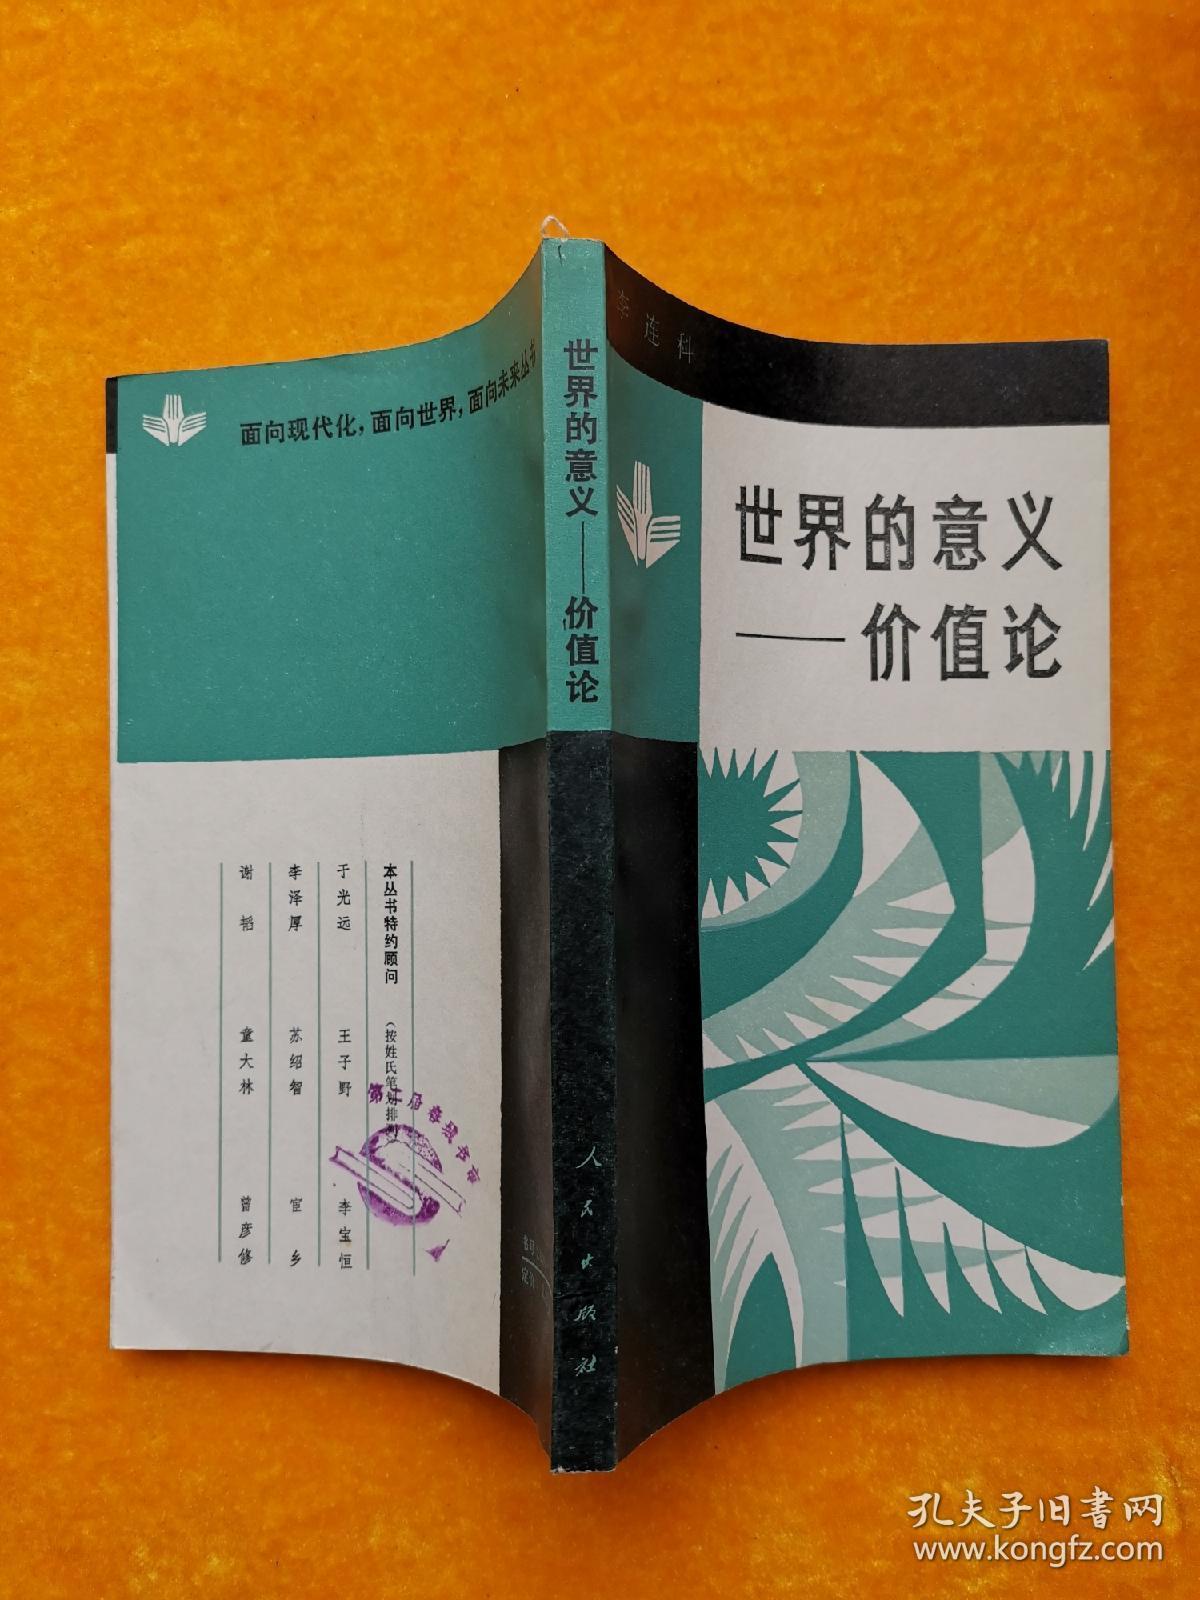 李连科
世界的意义
——价值论
世界的意义——价值论
人民出版社
面向现代化,面向世界,面向未来丛书
本丛书特约顾问 (按姓氏笔划排列)
于光远 王子野 李宝恒
李泽厚 苏绍智 宦乡
谢韬 童大林 曾彦修
书市
定价
孔夫子旧书网
www.kongfz.com